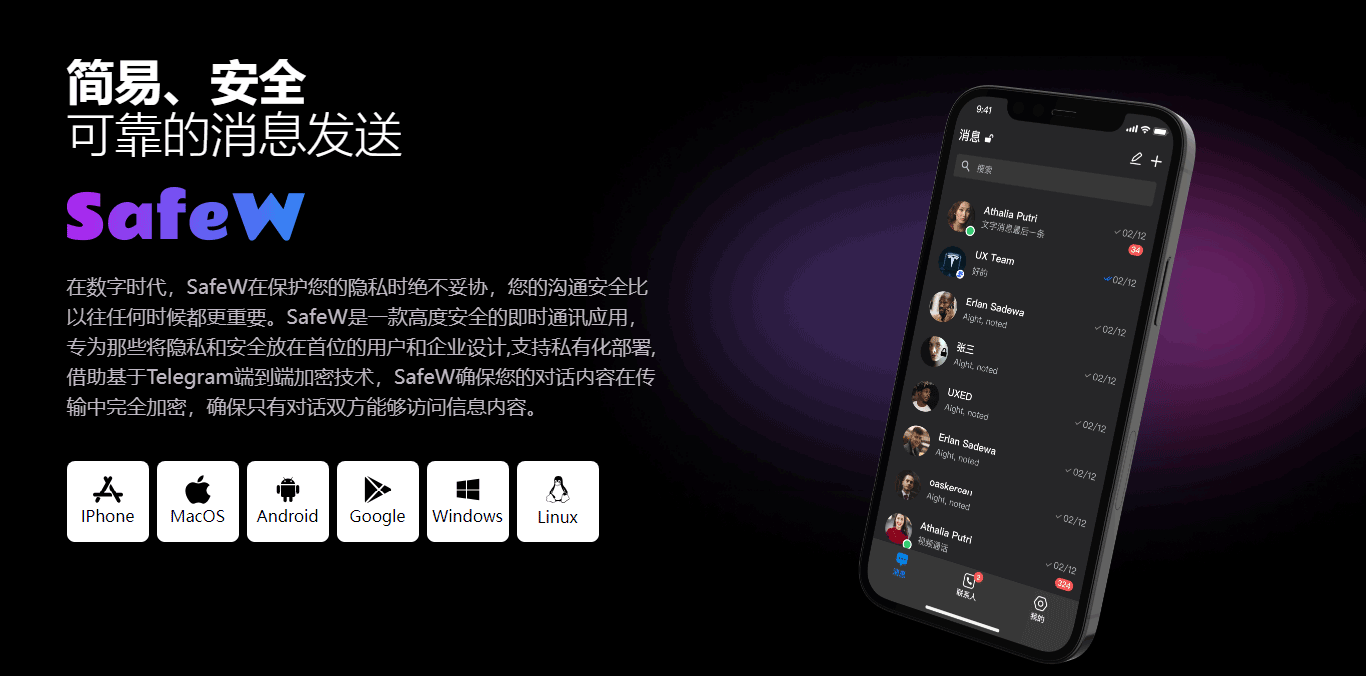 简易、安全
可靠的消息发送
SafeW
在数字时代，SafeW在保护您的隐私时绝不妥协，您的沟通安全比
以往任何时候都更重要。SafeW是一款高度安全的即时通讯应用，
专为那些将隐私和安全放在首位的用户和企业设计,支持私有化部署,
借助基于Telegram端到端加密技术，SafeW确保您的对话内容在传
输中完全加密，确保只有对话双方能够访问信息内容。
IPhone
MacOS
Android
Google
Windows
Linux
9:41
消息
搜索
Athalia Putri
文字消息最后一条
02/12
34
UX Team
好的
02/12
Erlan Sadewa
Aight, noted
02/12
张三
Aight, noted
02/12
UXED
Aight, noted
02/12
Erlan Sadewa
Aight, noted
02/12
oaskercan
Aight, noted
02/12
Athalia Putri
视频通话
02/12
324
消息
联系人
2
我的